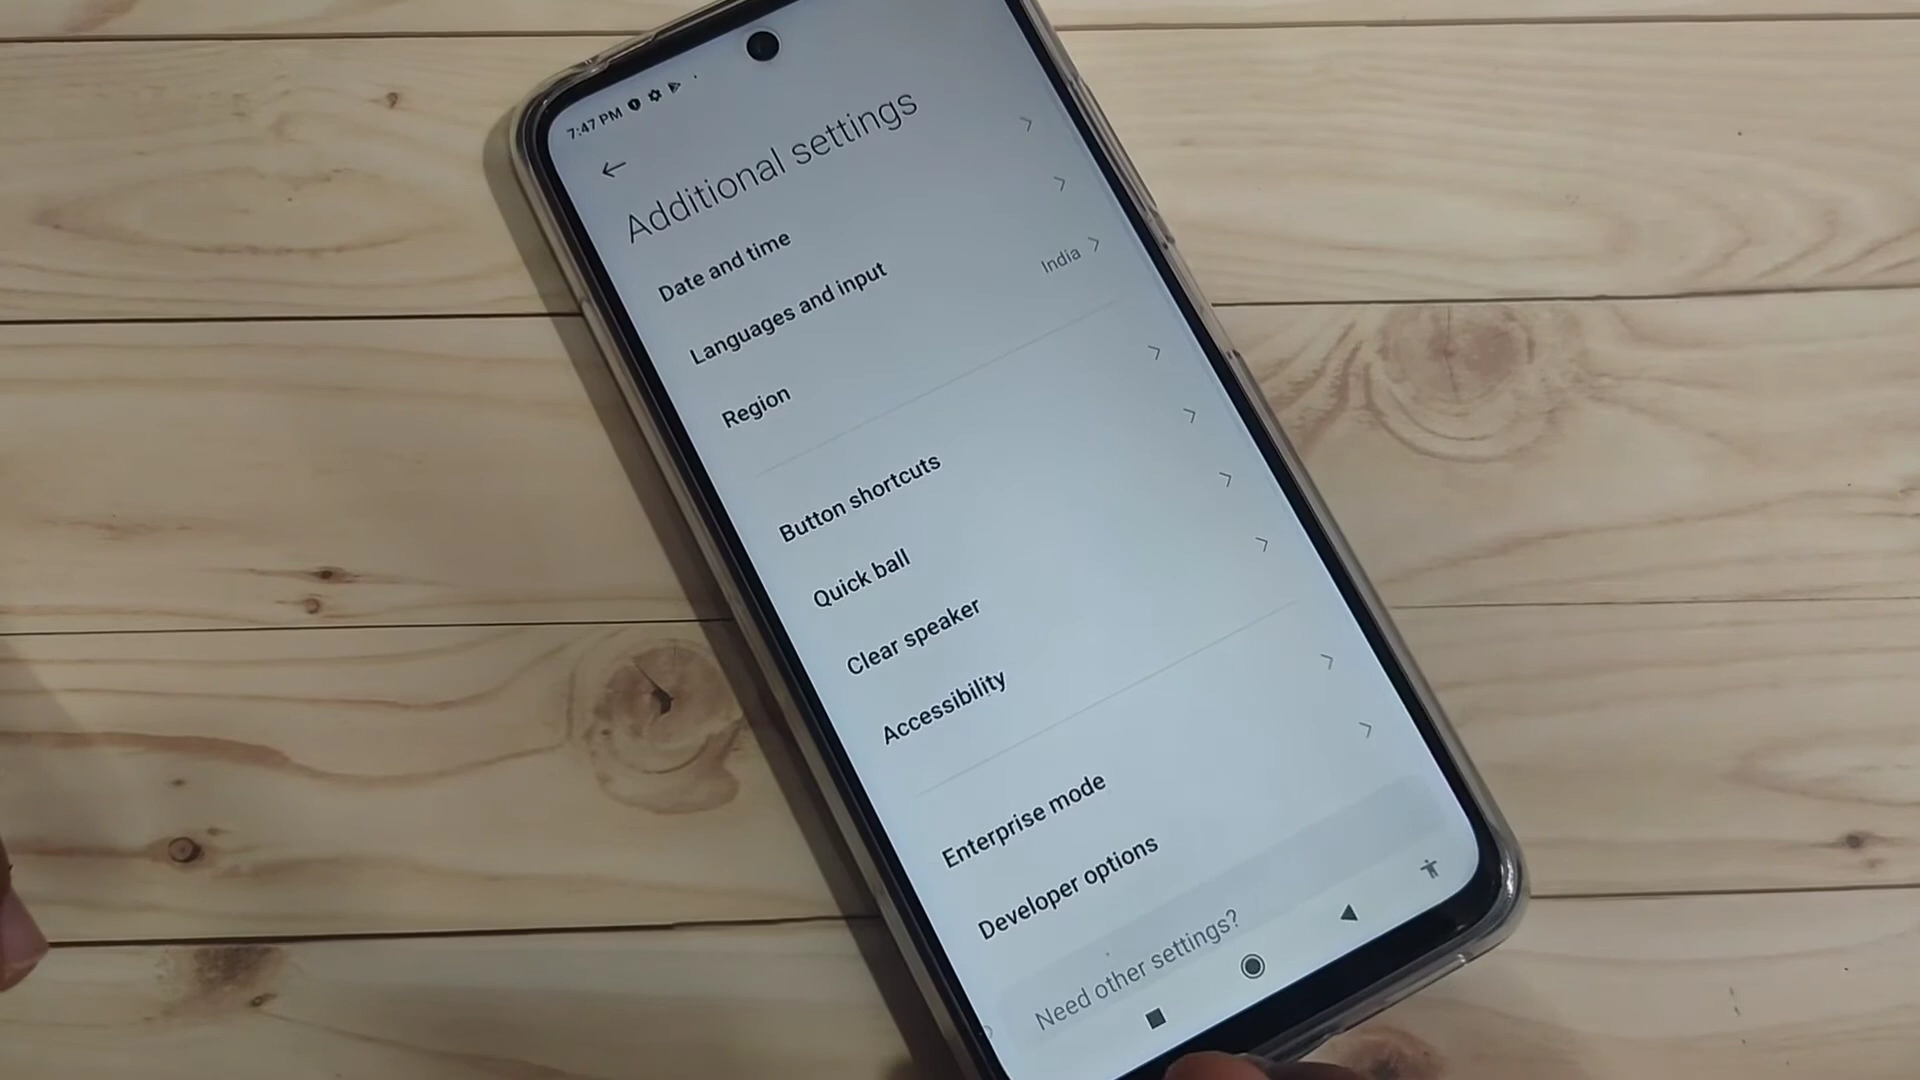 7:47 PM
Additional settings
Date and time
Languages and input
Region India
Button shortcuts
Quick ball
Clear speaker
Accessibility
Enterprise mode
Developer options
Need other settings?